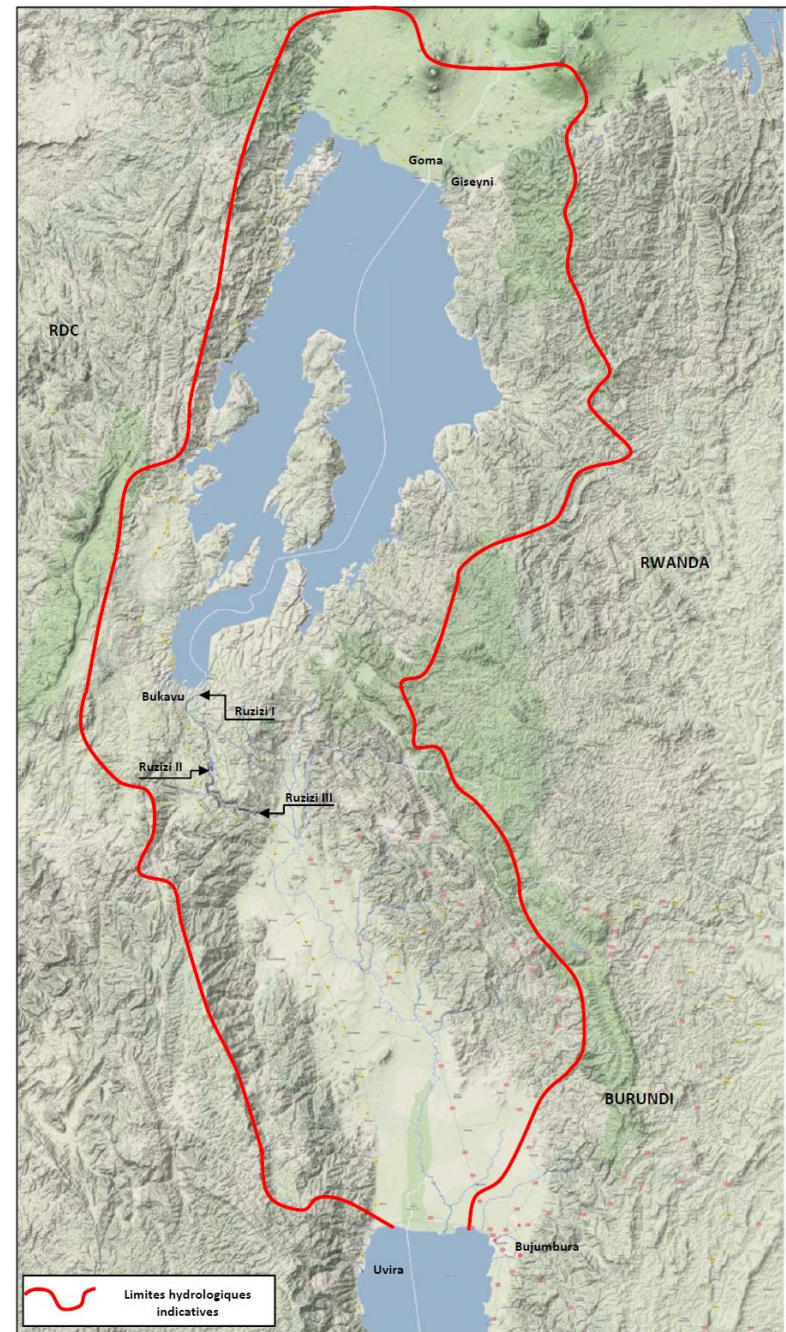 Goma
Giseyni
RDC
RWANDA
Bukavu
Ruzizi I
Ruzizi II
Ruzizi III
BURUNDI
Bujumbura
Uvira
Limites hydrologiques
indicatives